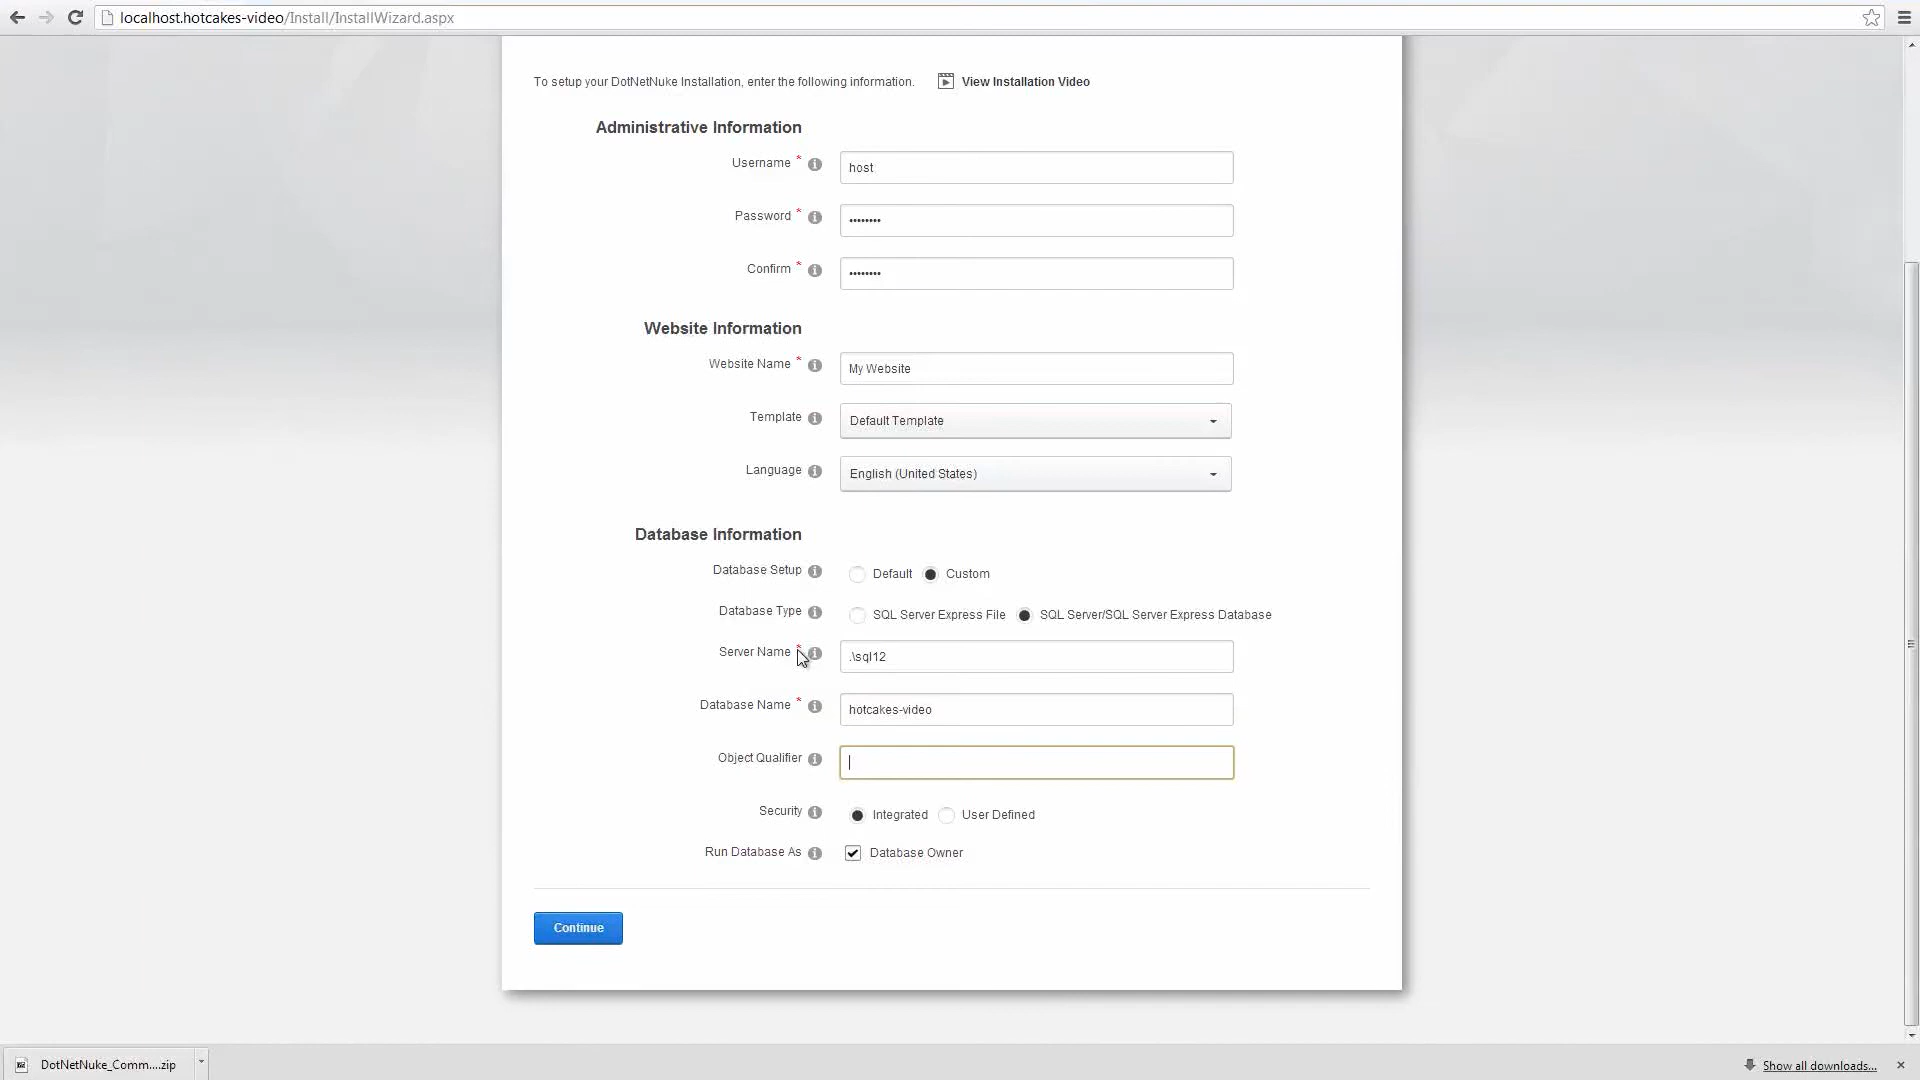 localhost.hotcakes-video/Install/InstallWizard.aspx
To setup your DotNetNuke Installation, enter the following information.
View Installation Video
Administrative Information
Username *
host
Password *
••••••••
Confirm *
••••••••
Website Information
Website Name *
My Website
Template
Default Template
Language
English (United States)
Database Information
Database Setup
Default
Custom
Database Type
SQL Server Express File
SQL Server/SQL Server Express Database
Server Name *
.\sql12
Database Name *
hotcakes-video
Object Qualifier
Security
Integrated
User Defined
Run Database As
Database Owner
Continue
DotNetNuke_Comm....zip
Show all downloads...